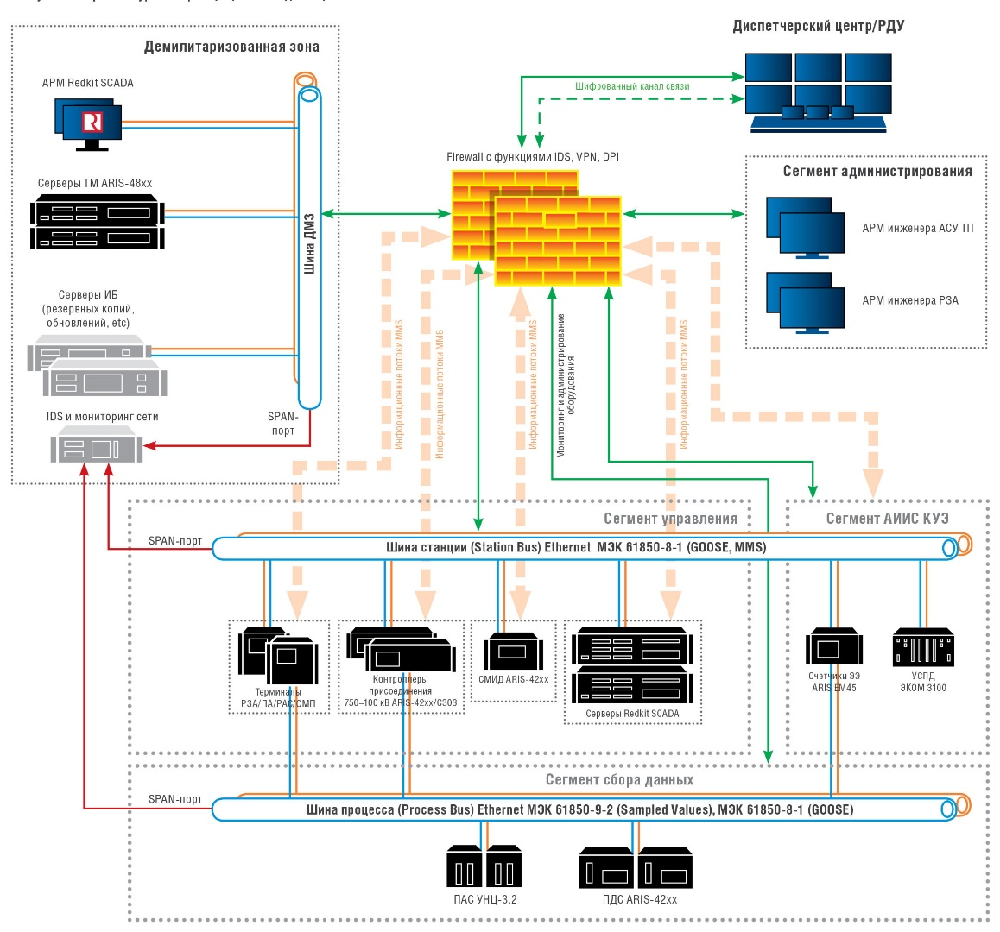 Диспетчерский центр/РДУ
Демилитаризованная зона
АРМ Redkit SCADA
Шифрованный канал связи
Firewall с функциями IDS, VPN, DPI
Сегмент администрирования
Серверы ТМ ARIS-48xx
Шина ДМЗ
АРМ инженера АСУ ТП
Серверы ИБ
(резервных копий,
обновлений, etc)
АРМ инженера РЗА
Информационные потоки MMS
Информационные потоки MMS
Информационные потоки MMS
Мониторинг и администрирование
оборудования
Информационные потоки MMS
IDS и мониторинг сети
SPAN-
порт
Сегмент управления
Сегмент АИИС КУЭ
SPAN-порт
Шина станции (Station Bus) Ethernet МЭК 61850-8-1 (GOOSE, MMS)
Терминалы
РЗА/ПА/РАС/ОМП
Контроллеры
присоединения
750–100 кВ ARIS-42xx/C303
СМИД ARIS-42xx
Серверы Redkit SCADA
Счетчики ЭЭ
ARIS EM45
УСПД
ЭКОМ 3100
Сегмент сбора данных
SPAN-порт
Шина процесса (Process Bus) Ethernet МЭК 61850-9-2 (Sampled Values), МЭК 61850-8-1 (GOOSE)
ПАС УНЦ-3.2
ПДС ARIS-42xx